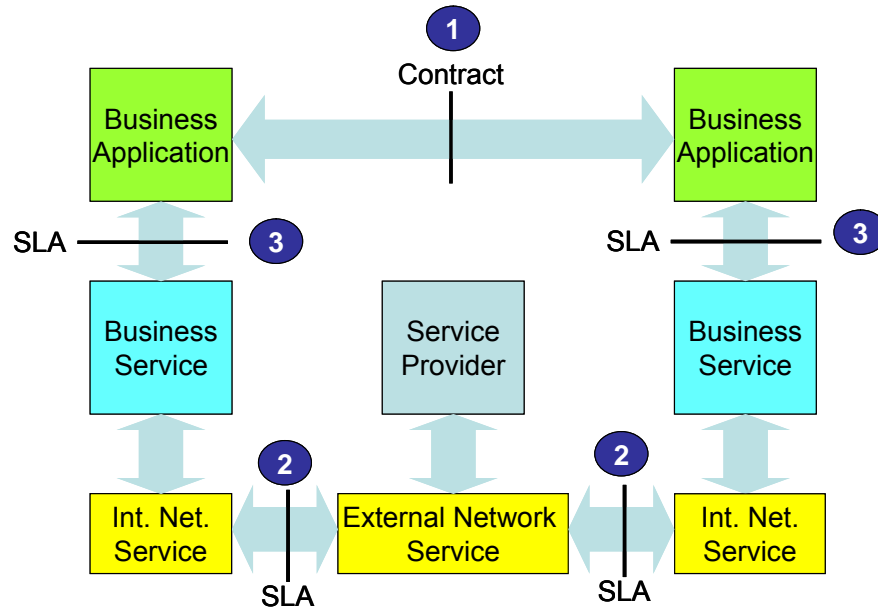 1
Contract
Business
Application
Business
Application
SLA
3
SLA
3
Business
Service
Service
Provider
Business
Service
2
2
Int. Net.
Service
External Network
Service
Int. Net.
Service
SLA
SLA